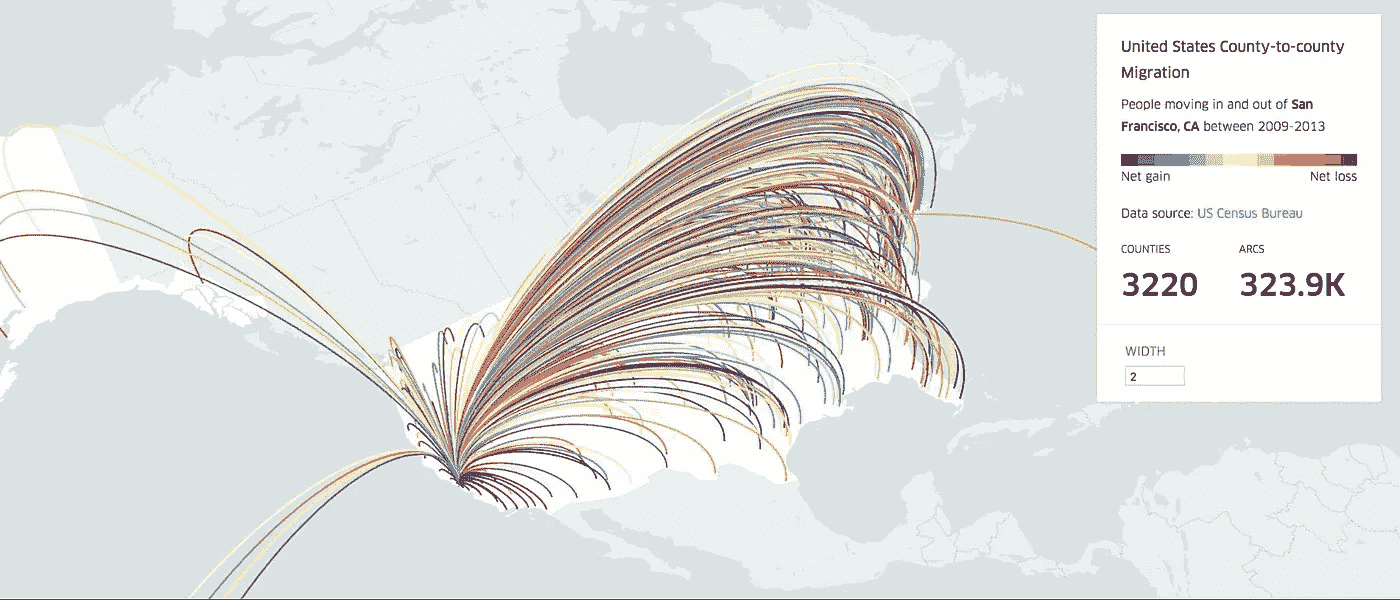 United States County-to-county
Migration
People moving in and out of San
Francisco, CA between 2009-2013
Net gain Net loss
Data source: US Census Bureau
COUNTIES ARCS
3220 323.9K
WIDTH
2